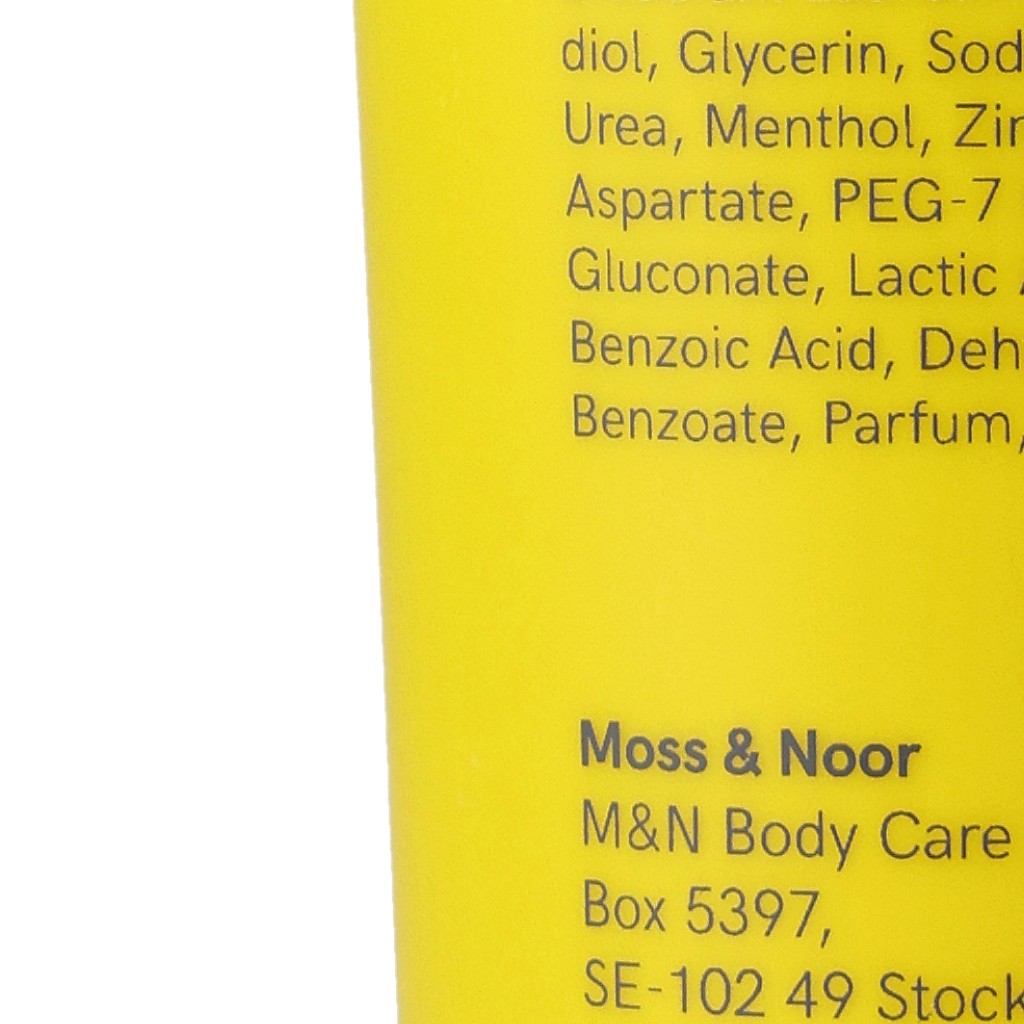 diol, Glycerin, Sod
Urea, Menthol, Zin
Aspartate, PEG-7
Gluconate, Lactic
Benzoic Acid, Deh
Benzoate, Parfum,
Moss & Noor
M&N Body Care
Box 5397,
SE-102 49 Stock